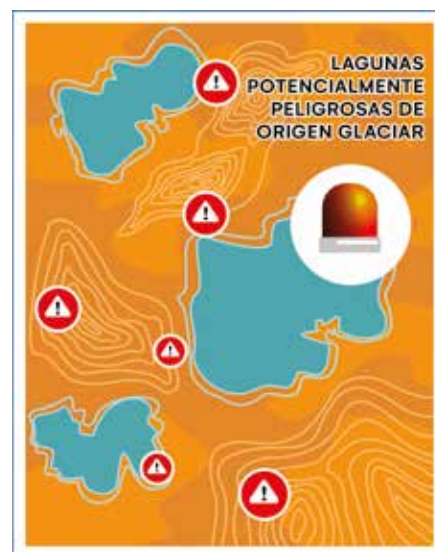 LAGUNAS
POTENCIALMENTE
PELIGROSAS DE
ORIGEN GLACIAR